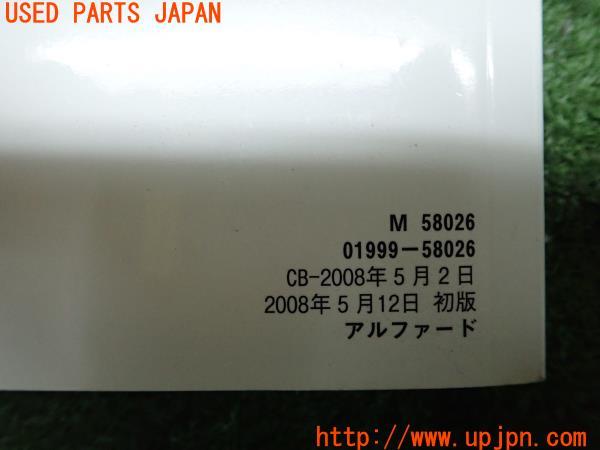 USED PARTS JAPAN
M 58026
01999-58026
CB-2008年5月2日
2008年5月12日 初版
アルファード
http://www.upjpn.com/